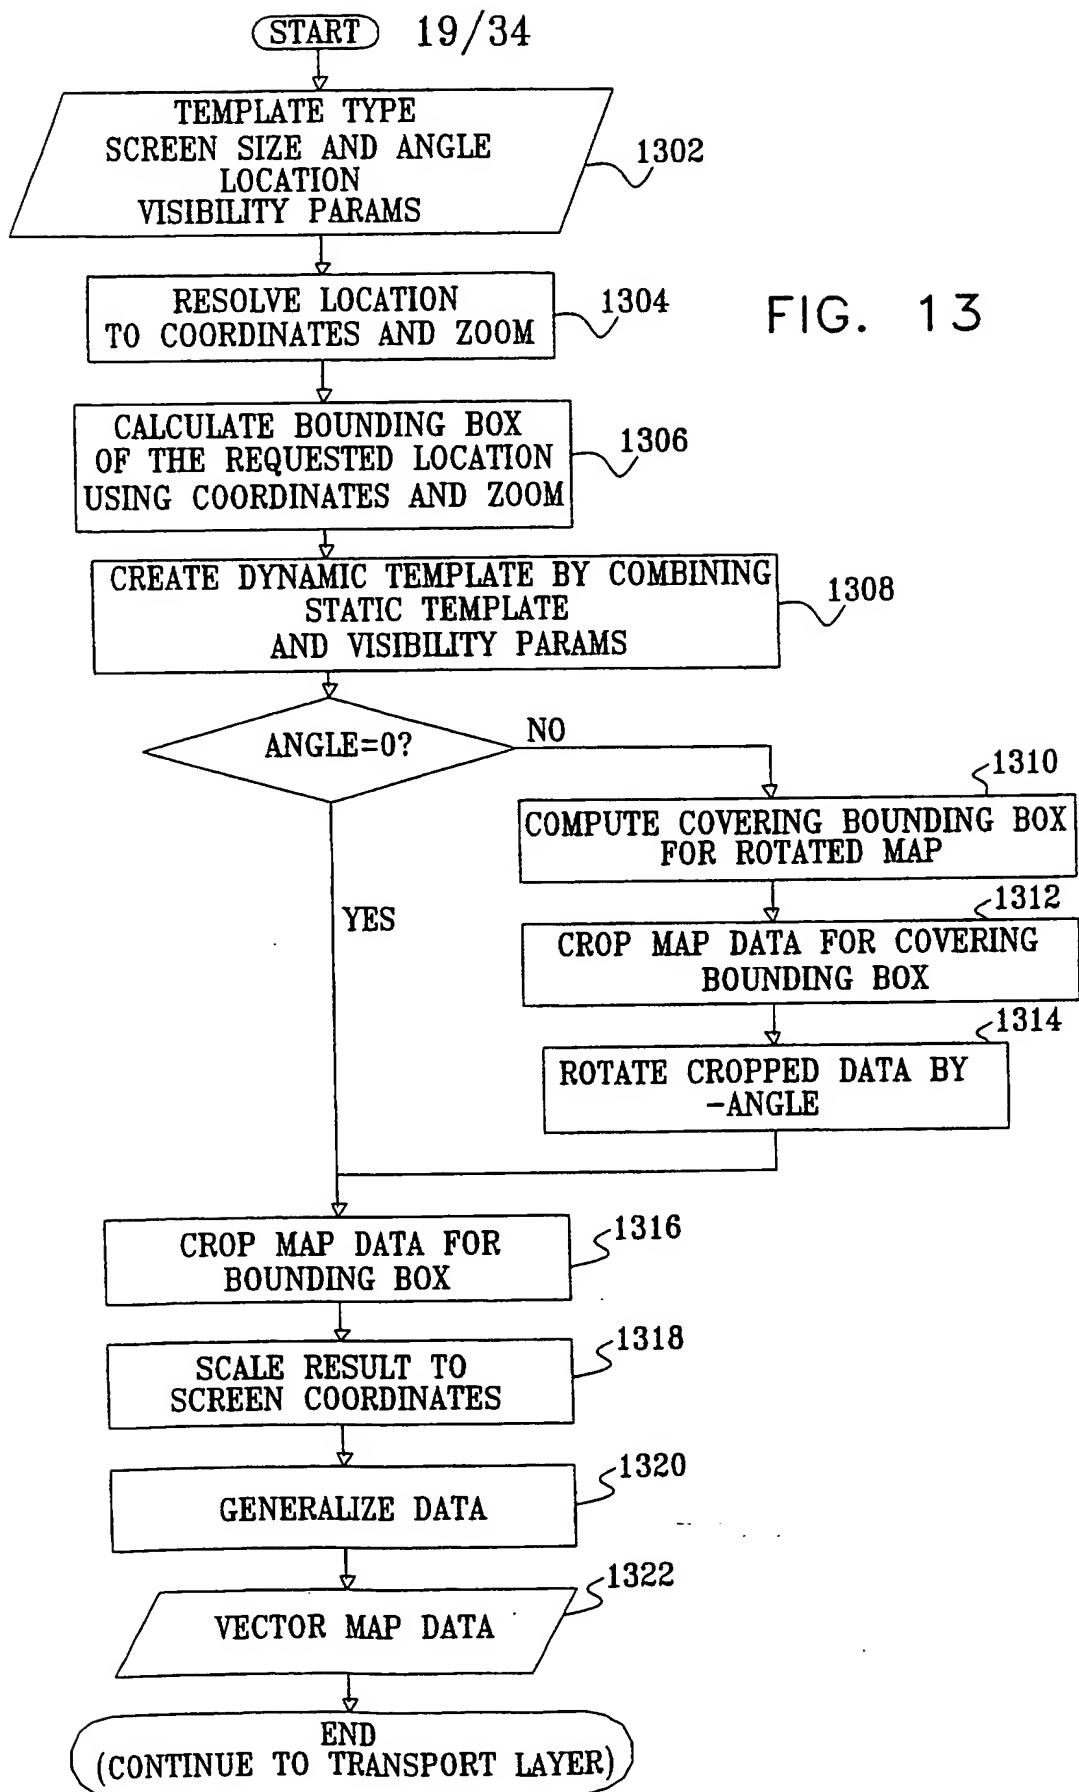 START
19/34
TEMPLATE TYPE
SCREEN SIZE AND ANGLE
LOCATION
VISIBILITY PARAMS
1302
RESOLVE LOCATION
TO COORDINATES AND ZOOM
1304
FIG. 13
CALCULATE BOUNDING BOX
OF THE REQUESTED LOCATION
USING COORDINATES AND ZOOM
1306
CREATE DYNAMIC TEMPLATE BY COMBINING
STATIC TEMPLATE
AND VISIBILITY PARAMS
1308
ANGLE=0?
NO
1310
COMPUTE COVERING BOUNDING BOX
FOR ROTATED MAP
YES
1312
CROP MAP DATA FOR COVERING
BOUNDING BOX
1314
ROTATE CROPPED DATA BY
-ANGLE
CROP MAP DATA FOR
BOUNDING BOX
1316
SCALE RESULT TO
SCREEN COORDINATES
1318
GENERALIZE DATA
1320
VECTOR MAP DATA
1322
END
(CONTINUE TO TRANSPORT LAYER)